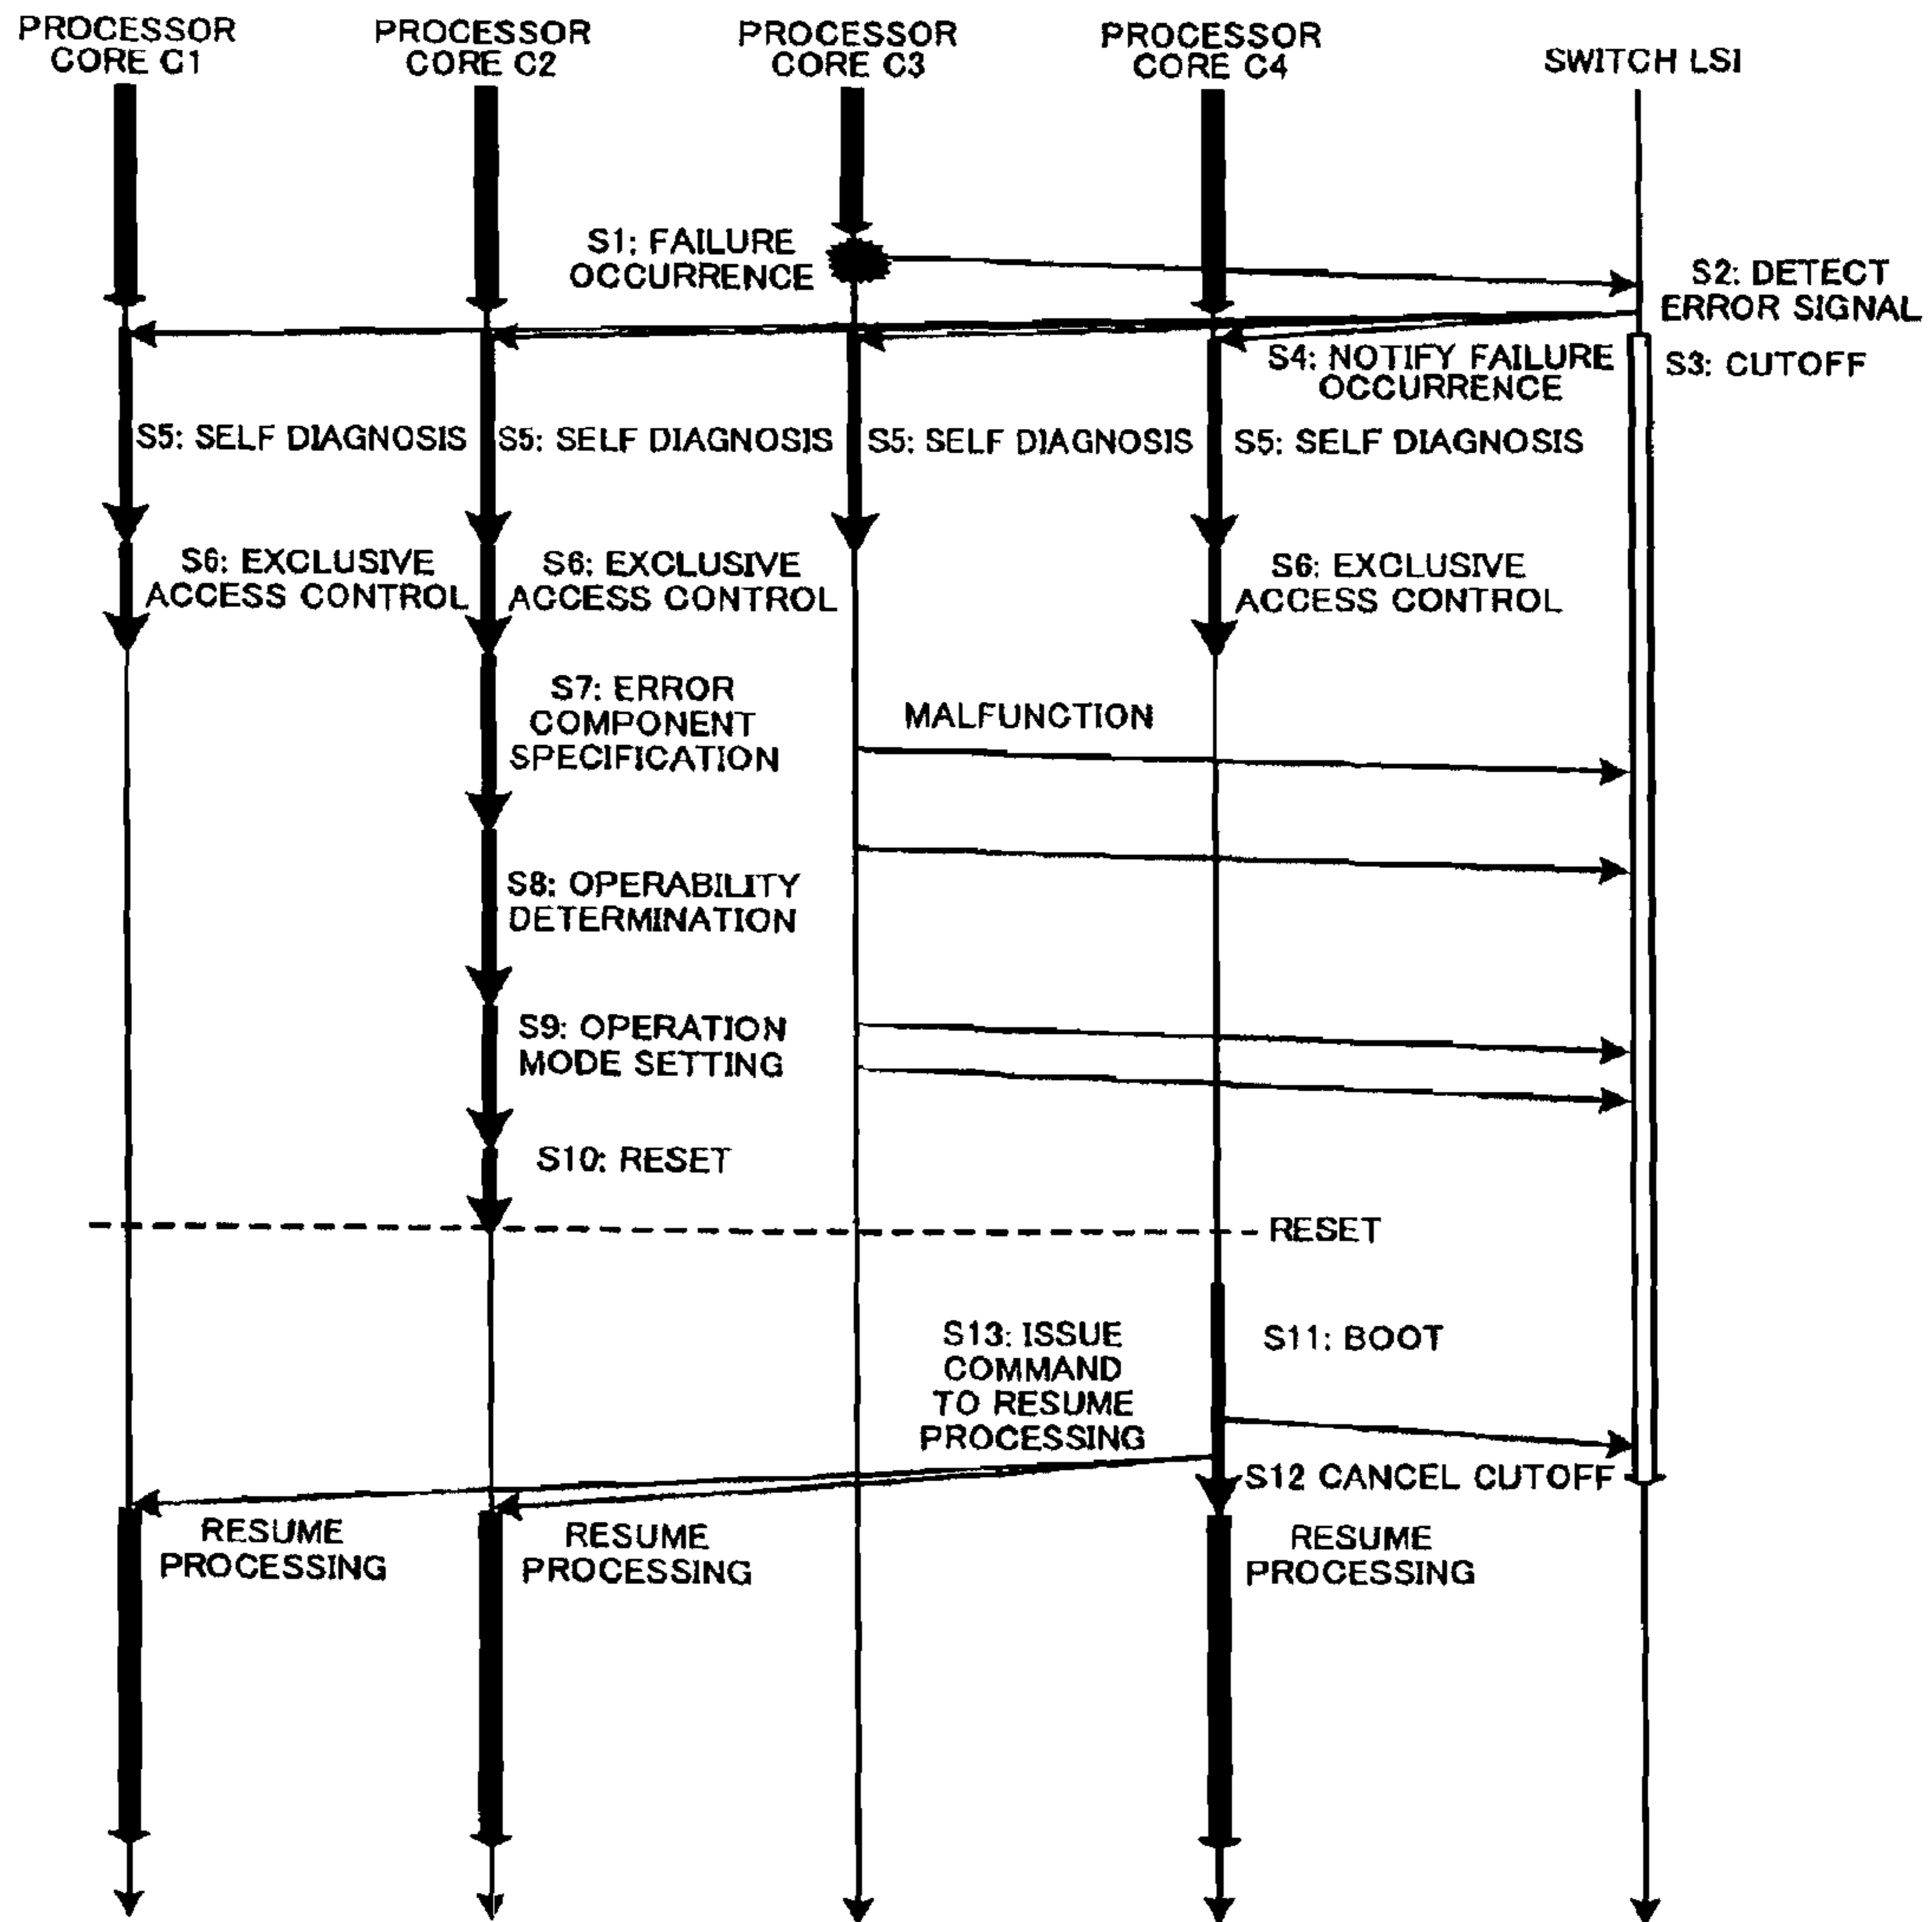 PROCESSOR
CORE C1
PROCESSOR
CORE C2
PROCESSOR
CORE C3
PROCESSOR
CORE C4
SWITCH LSI
S1: FAILURE
OCCURRENCE
S2: DETECT
ERROR SIGNAL
S4: NOTIFY FAILURE
OCCURRENCE
S3: CUTOFF
S5: SELF DIAGNOSIS
S5: SELF DIAGNOSIS
S5: SELF DIAGNOSIS
S5: SELF DIAGNOSIS
S6: EXCLUSIVE
ACCESS CONTROL
S6: EXCLUSIVE
ACCESS CONTROL
S6: EXCLUSIVE
ACCESS CONTROL
S7: ERROR
COMPONENT
SPECIFICATION
MALFUNCTION
S8: OPERABILITY
DETERMINATION
S9: OPERATION
MODE SETTING
S10: RESET
RESET
S13: ISSUE
COMMAND
TO RESUME
PROCESSING
S11: BOOT
S12 CANCEL CUTOFF
RESUME
PROCESSING
RESUME
PROCESSING
RESUME
PROCESSING